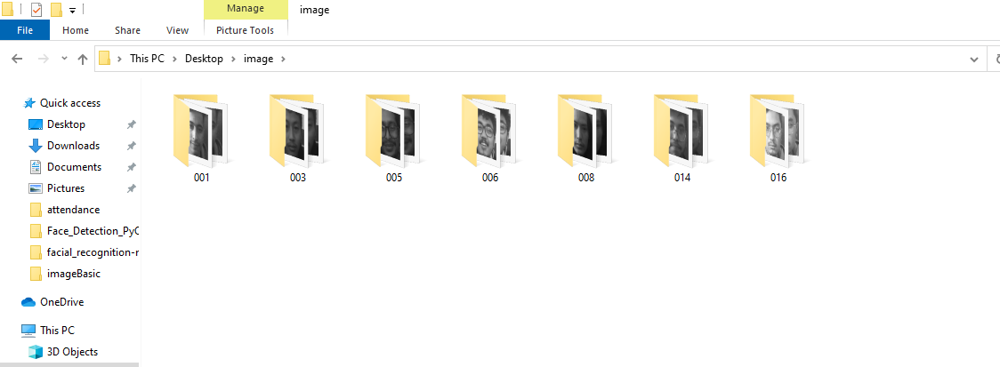 Manage
image
File
Home
Share
View
Picture Tools
This PC
Desktop
image
Quick access
Desktop
Downloads
Documents
Pictures
attendance
Face_Detection_PyC
facial_recognition-r
imageBasic
OneDrive
This PC
3D Objects
001
003
005
006
008
014
016